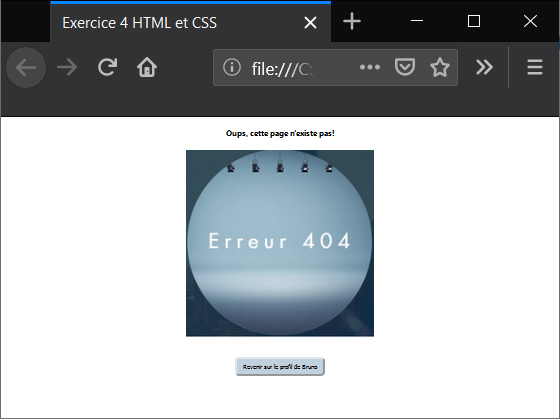 Exercice 4 HTML et CSS
file:///C:/
Oups, cette page n'existe pas!
Erreur 404
Revenir sur le profil de Bruno